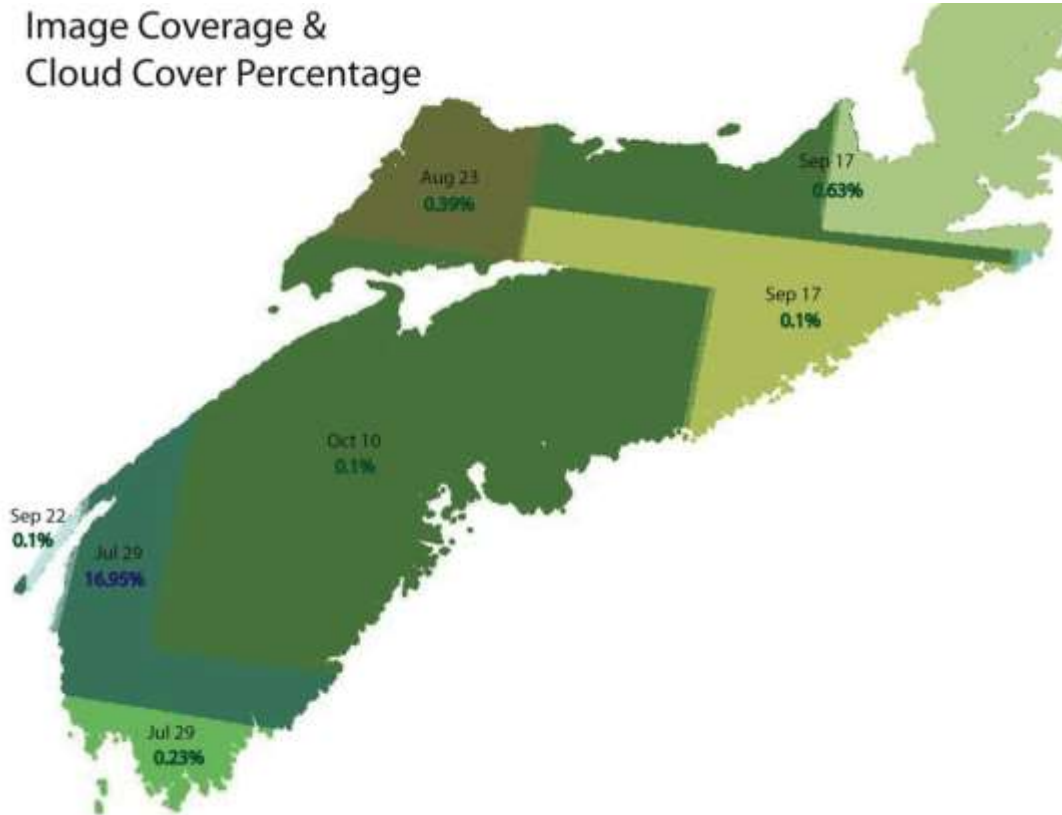 Image Coverage &
Cloud Cover Percentage
Aug 23
0.39%
Sep 17
0.63%
Sep 17
0.1%
Oct 10
0.1%
Sep 22
0.1%
Jul 29
16.95%
Jul 29
0.23%